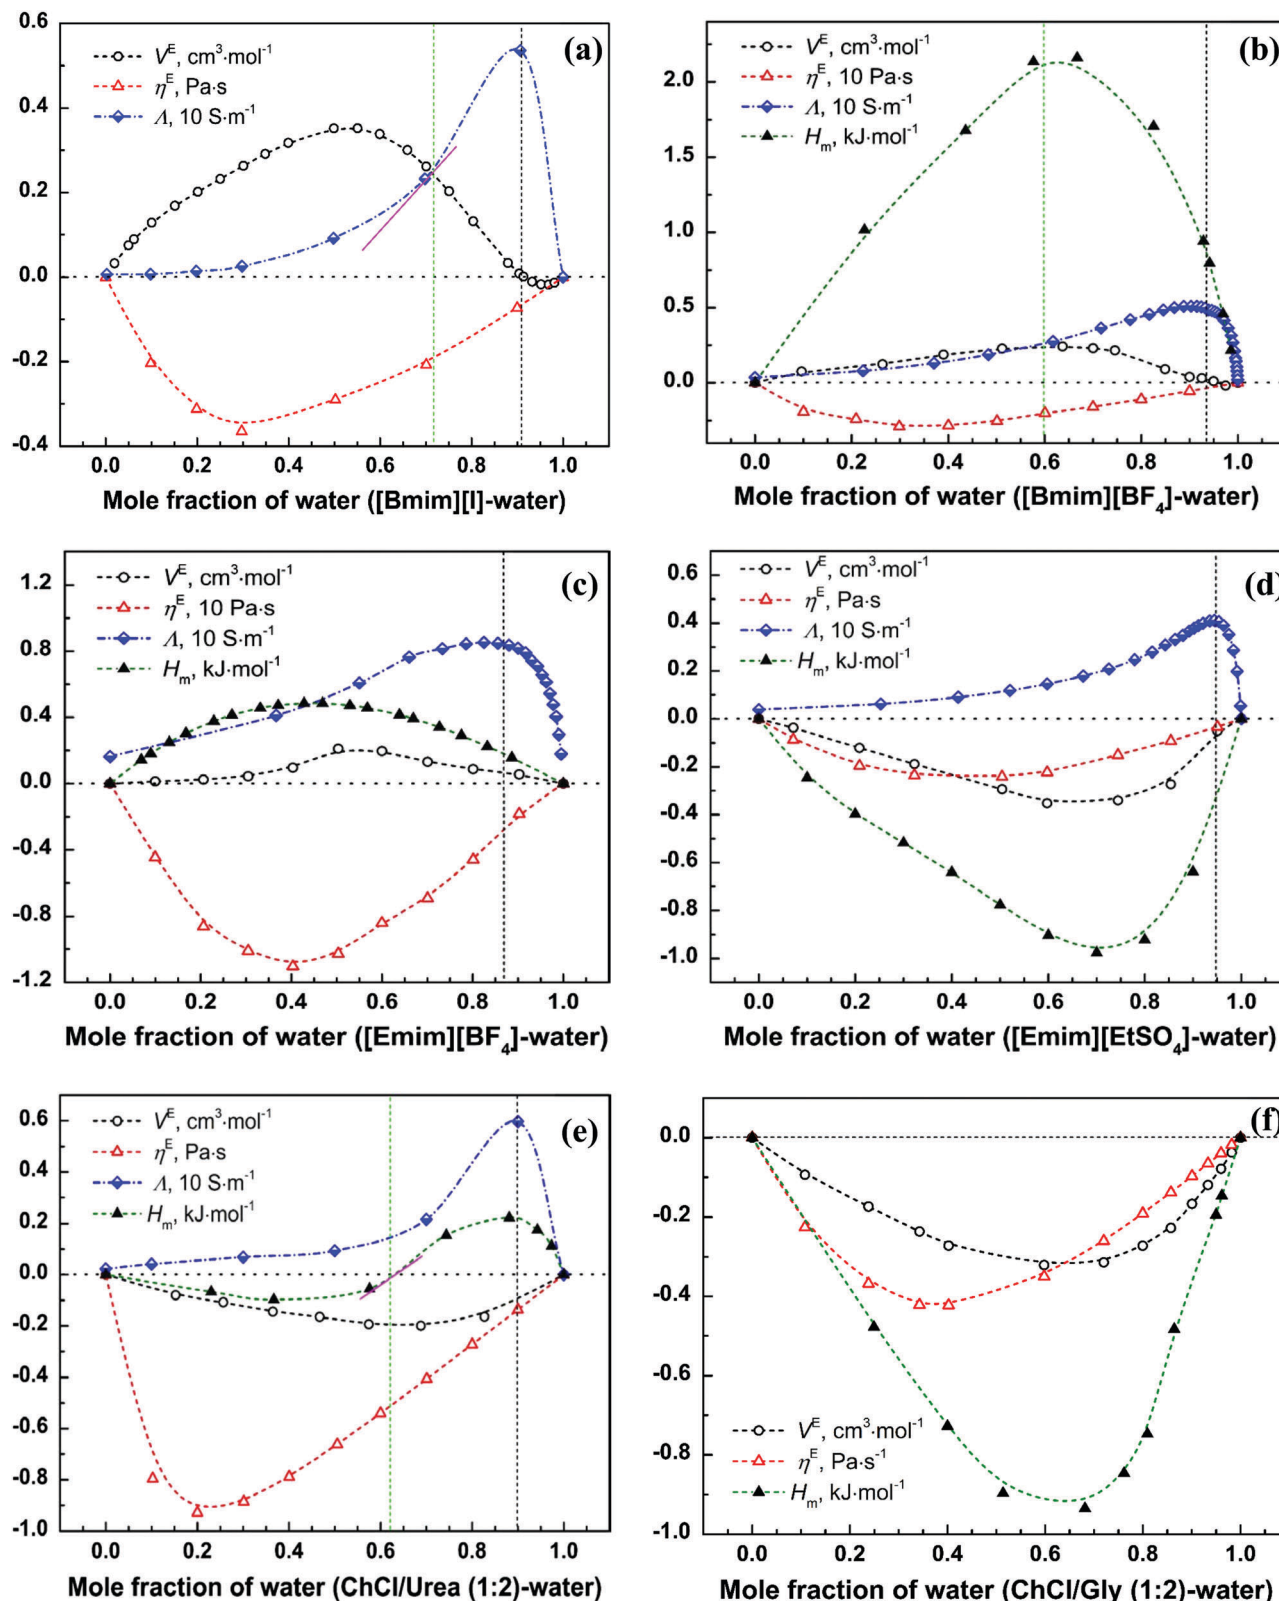 (a)
V^E, cm³·mol⁻¹
η^E, Pa·s
Λ, 10 S·m⁻¹
0.6
0.4
0.2
0.0
-0.2
-0.4
0.0 0.2 0.4 0.6 0.8 1.0
Mole fraction of water ([Bmim][I]-water)
(b)
V^E, cm³·mol⁻¹
η^E, 10 Pa·s
Λ, 10 S·m⁻¹
H_m, kJ·mol⁻¹
2.0
1.5
1.0
0.5
0.0
0.0 0.2 0.4 0.6 0.8 1.0
Mole fraction of water ([Bmim][BF₄]-water)
(c)
V^E, cm³·mol⁻¹
η^E, 10 Pa·s
Λ, 10 S·m⁻¹
H_m, kJ·mol⁻¹
1.2
0.8
0.4
0.0
-0.4
-0.8
-1.2
0.0 0.2 0.4 0.6 0.8 1.0
Mole fraction of water ([Emim][BF₄]-water)
(d)
V^E, cm³·mol⁻¹
η^E, Pa·s
Λ, 10 S·m⁻¹
H_m, kJ·mol⁻¹
0.6
0.4
0.2
0.0
-0.2
-0.4
-0.6
-0.8
-1.0
0.0 0.2 0.4 0.6 0.8 1.0
Mole fraction of water ([Emim][EtSO₄]-water)
(e)
V^E, cm³·mol⁻¹
η^E, Pa·s
Λ, 10 S·m⁻¹
H_m, kJ·mol⁻¹
0.6
0.4
0.2
0.0
-0.2
-0.4
-0.6
-0.8
-1.0
0.0 0.2 0.4 0.6 0.8 1.0
Mole fraction of water (ChCl/Urea (1:2)-water)
(f)
0.0
-0.2
-0.4
-0.6
-0.8
-1.0
V^E, cm³·mol⁻¹
η^E, Pa·s⁻¹
H_m, kJ·mol⁻¹
0.0 0.2 0.4 0.6 0.8 1.0
Mole fraction of water (ChCl/Gly (1:2)-water)